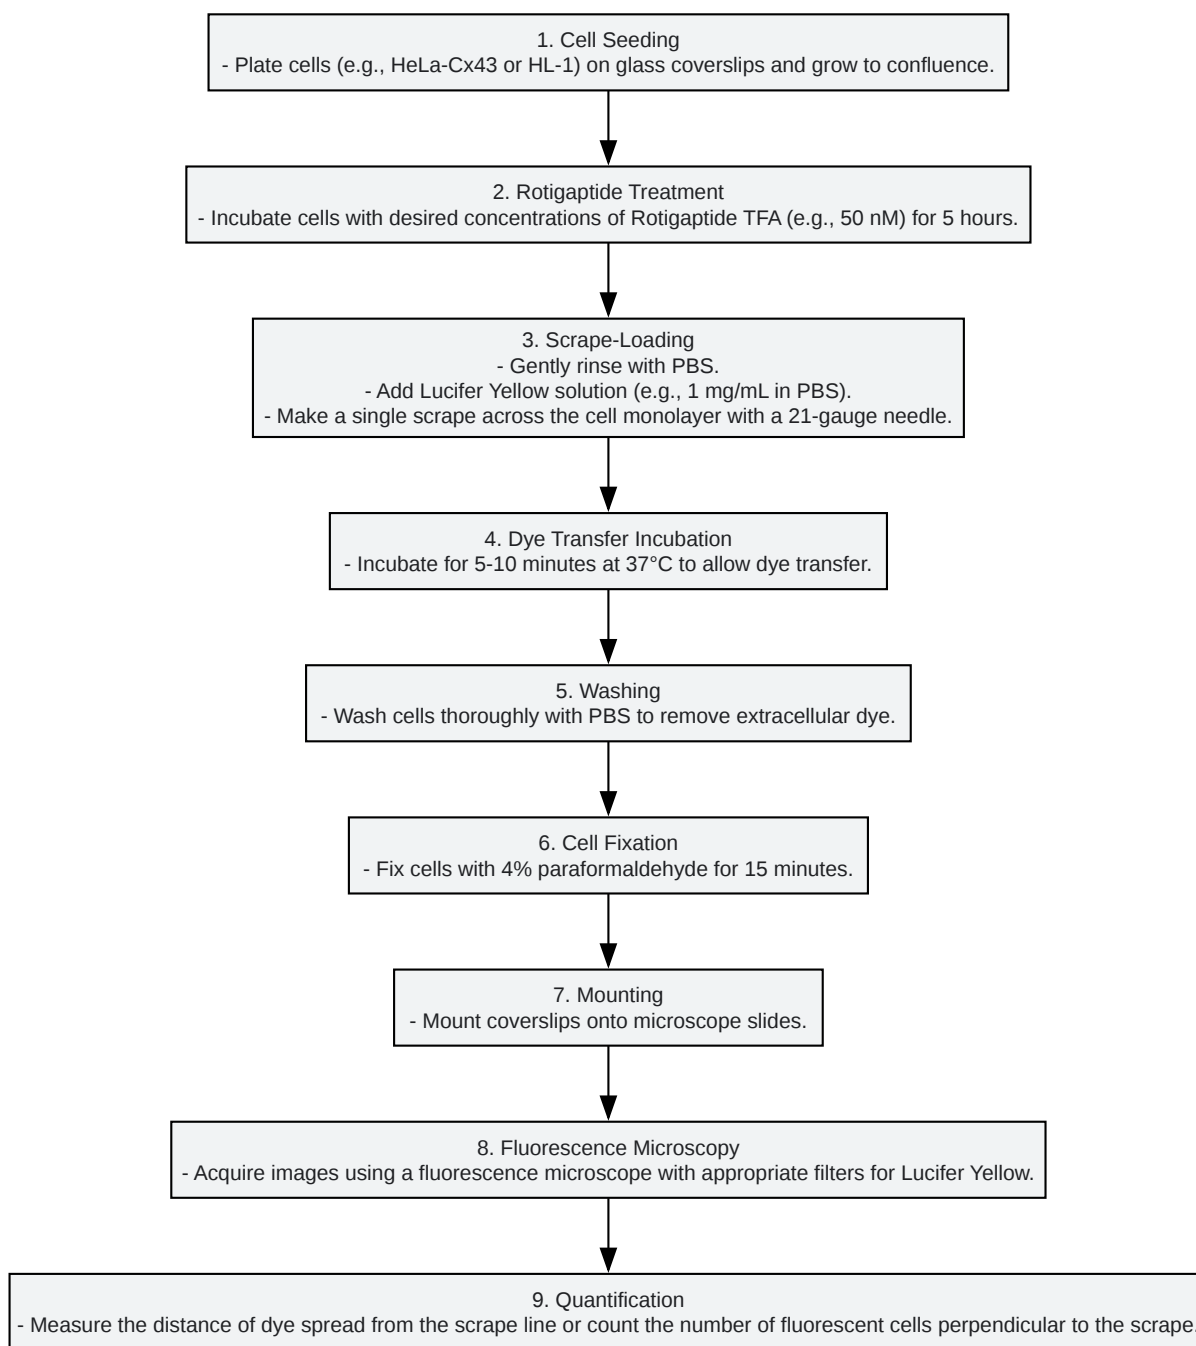 1. Cell Seeding
- Plate cells (e.g., HeLa-Cx43 or HL-1) on glass coverslips and grow to confluence.
2. Rotigaptide Treatment
- Incubate cells with desired concentrations of Rotigaptide TFA (e.g., 50 nM) for 5 hours.
3. Scrape-Loading
- Gently rinse with PBS.
- Add Lucifer Yellow solution (e.g., 1 mg/mL in PBS).
- Make a single scrape across the cell monolayer with a 21-gauge needle.
4. Dye Transfer Incubation
- Incubate for 5-10 minutes at 37°C to allow dye transfer.
5. Washing
- Wash cells thoroughly with PBS to remove extracellular dye.
6. Cell Fixation
- Fix cells with 4% paraformaldehyde for 15 minutes.
7. Mounting
- Mount coverslips onto microscope slides.
8. Fluorescence Microscopy
- Acquire images using a fluorescence microscope with appropriate filters for Lucifer Yellow.
9. Quantification
- Measure the distance of dye spread from the scrape line or count the number of fluorescent cells perpendicular to the scrape.